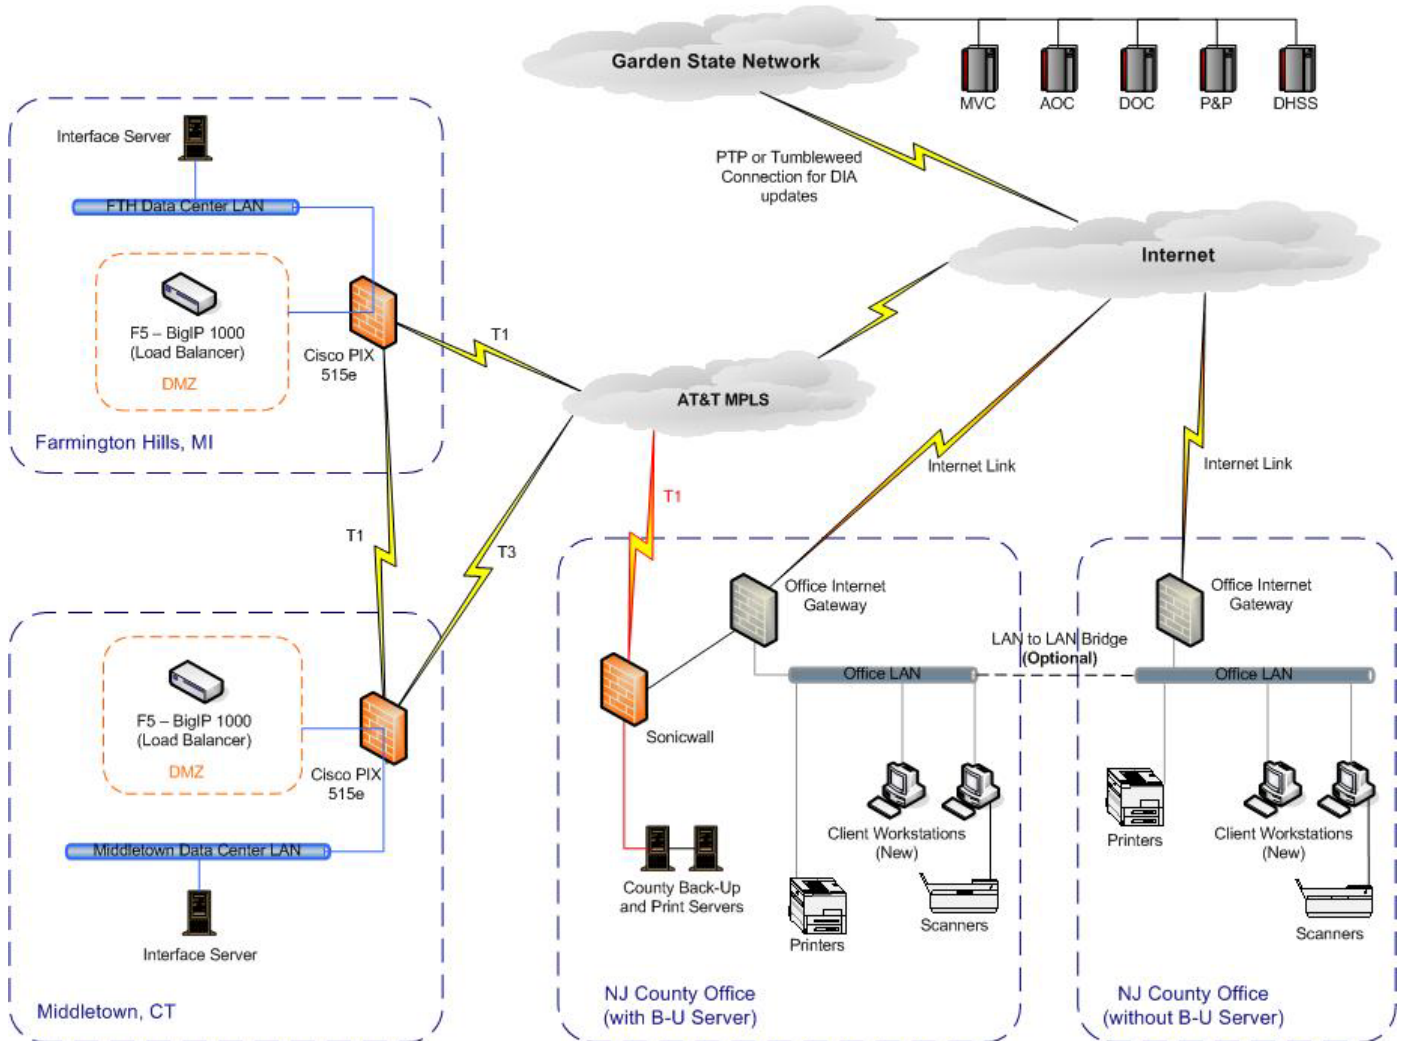 Garden State Network
MVC
AOC
DOC
P&P
DHSS
PTP or Tumbleweed
Connection for DIA
updates
Internet
Interface Server
FTH Data Center LAN
F5 – BigIP 1000
(Load Balancer)
DMZ
Cisco PIX
515e
Farmington Hills, MI
T1
AT&T MPLS
T1
T3
T1
Internet Link
Internet Link
F5 – BigIP 1000
(Load Balancer)
DMZ
Cisco PIX
515e
Middletown Data Center LAN
Interface Server
Middletown, CT
Office Internet
Gateway
Sonicwall
Office LAN
LAN to LAN Bridge
(Optional)
County Back-Up
and Print Servers
Client Workstations
(New)
Printers
Scanners
NJ County Office
(with B-U Server)
Office Internet
Gateway
Office LAN
Printers
Client Workstations
(New)
Scanners
NJ County Office
(without B-U Server)